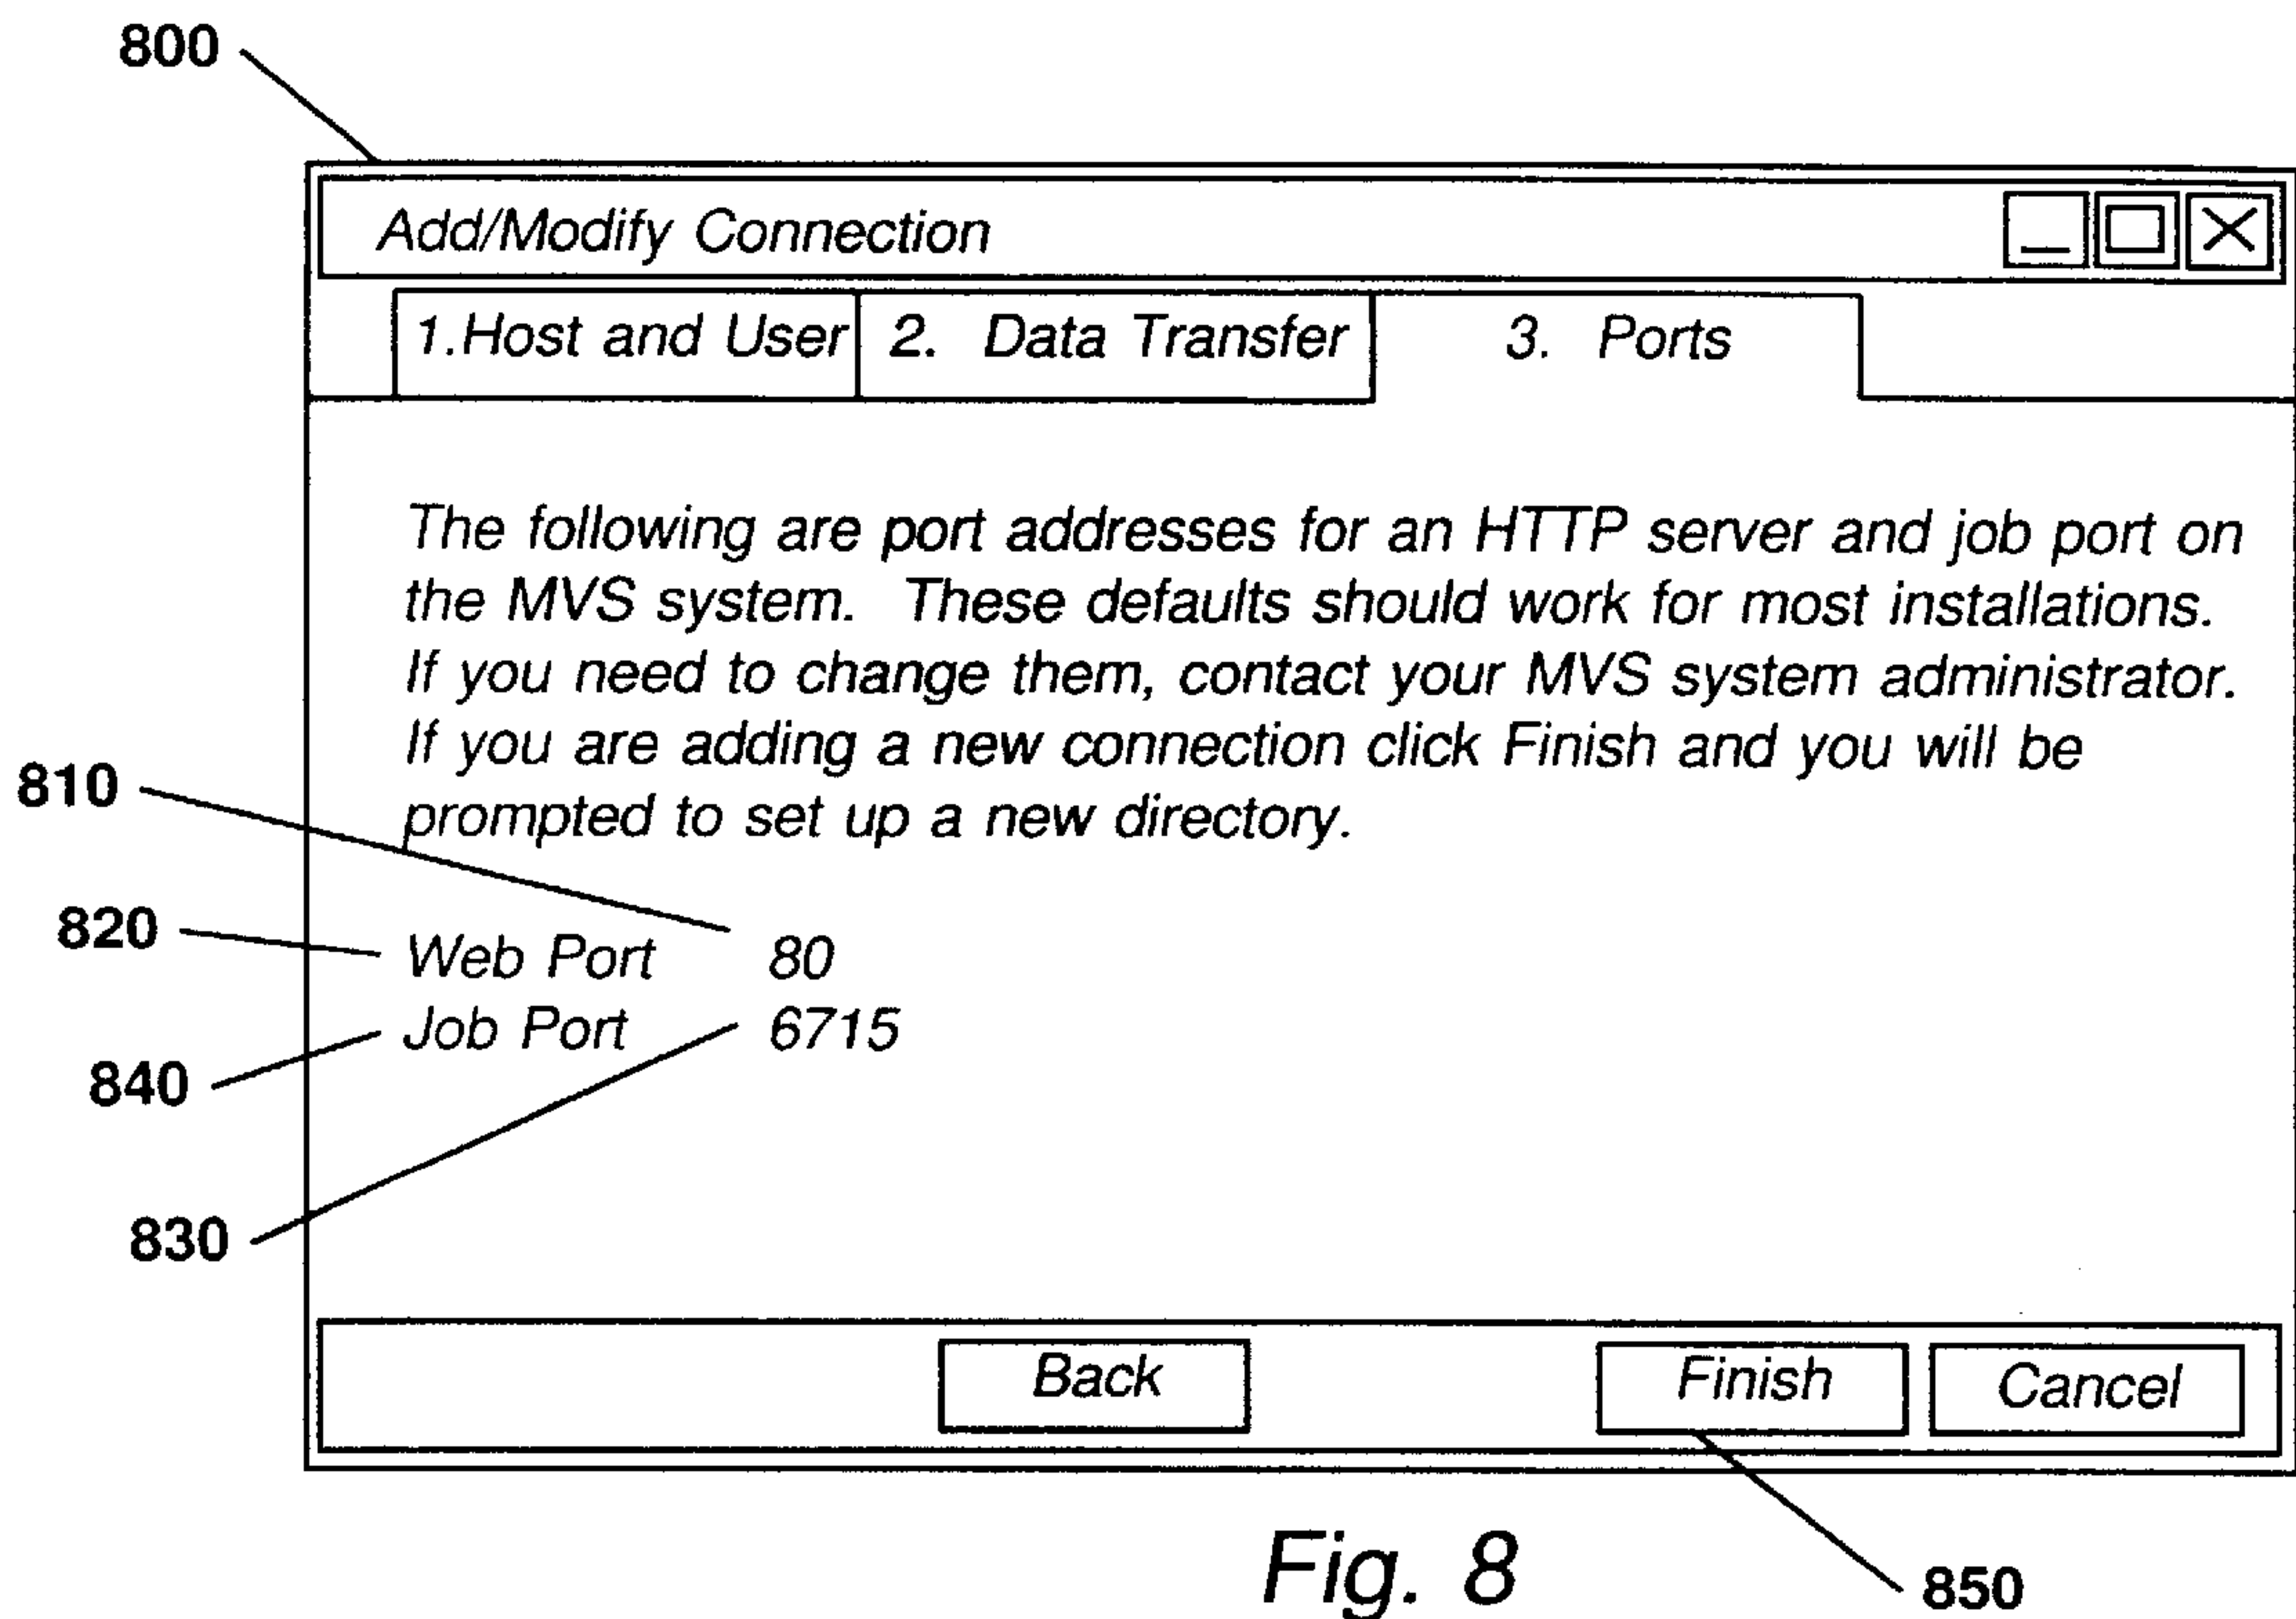 800
Add/Modify Connection
1.Host and User 2. Data Transfer 3. Ports
The following are port addresses for an HTTP server and job port on
the MVS system. These defaults should work for most installations.
If you need to change them, contact your MVS system administrator.
If you are adding a new connection click Finish and you will be
prompted to set up a new directory.
810
820 Web Port 80
840 Job Port 6715
830
Back Finish Cancel
Fig. 8
850